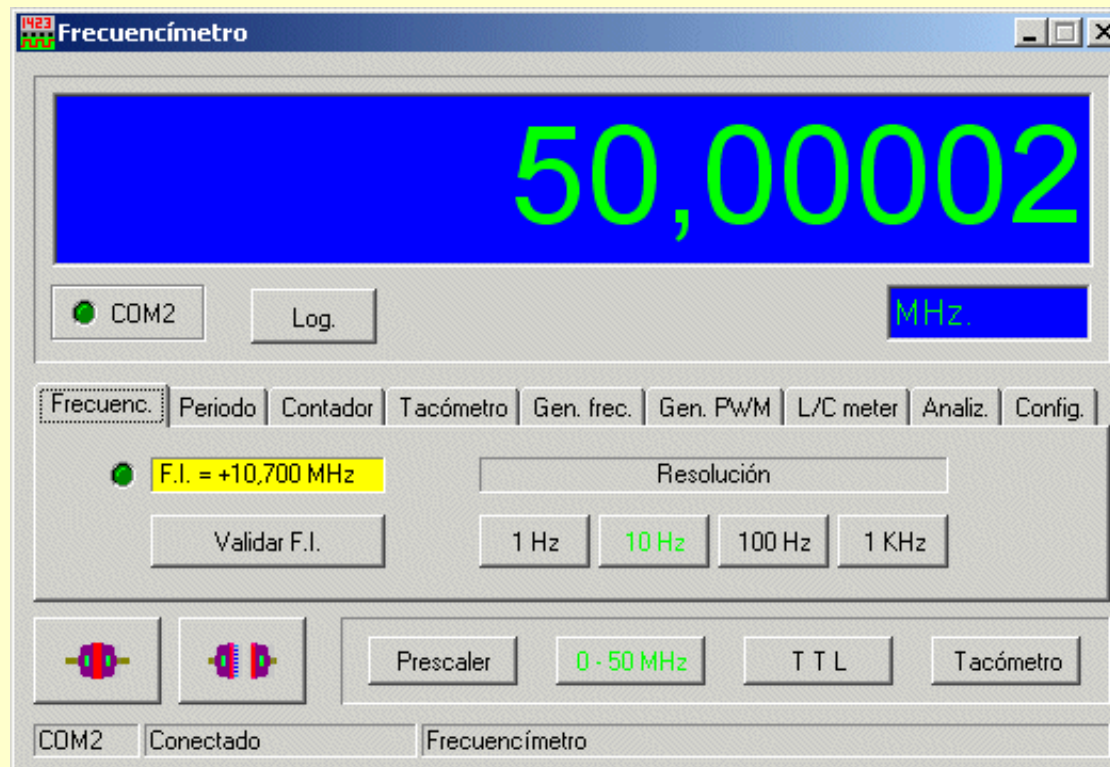 1423
Frecuencímetro
50,00002
COM2
Log.
MHz.
Frecuenc. Periodo Contador Tacómetro Gen. frec. Gen. PWM L/C meter Analiz. Config.
F.I. = +10,700 MHz Resolución
Validar F.I. 1 Hz 10 Hz 100 Hz 1 KHz
Prescaler 0 - 50 MHz T T L Tacómetro
COM2 Conectado Frecuencímetro